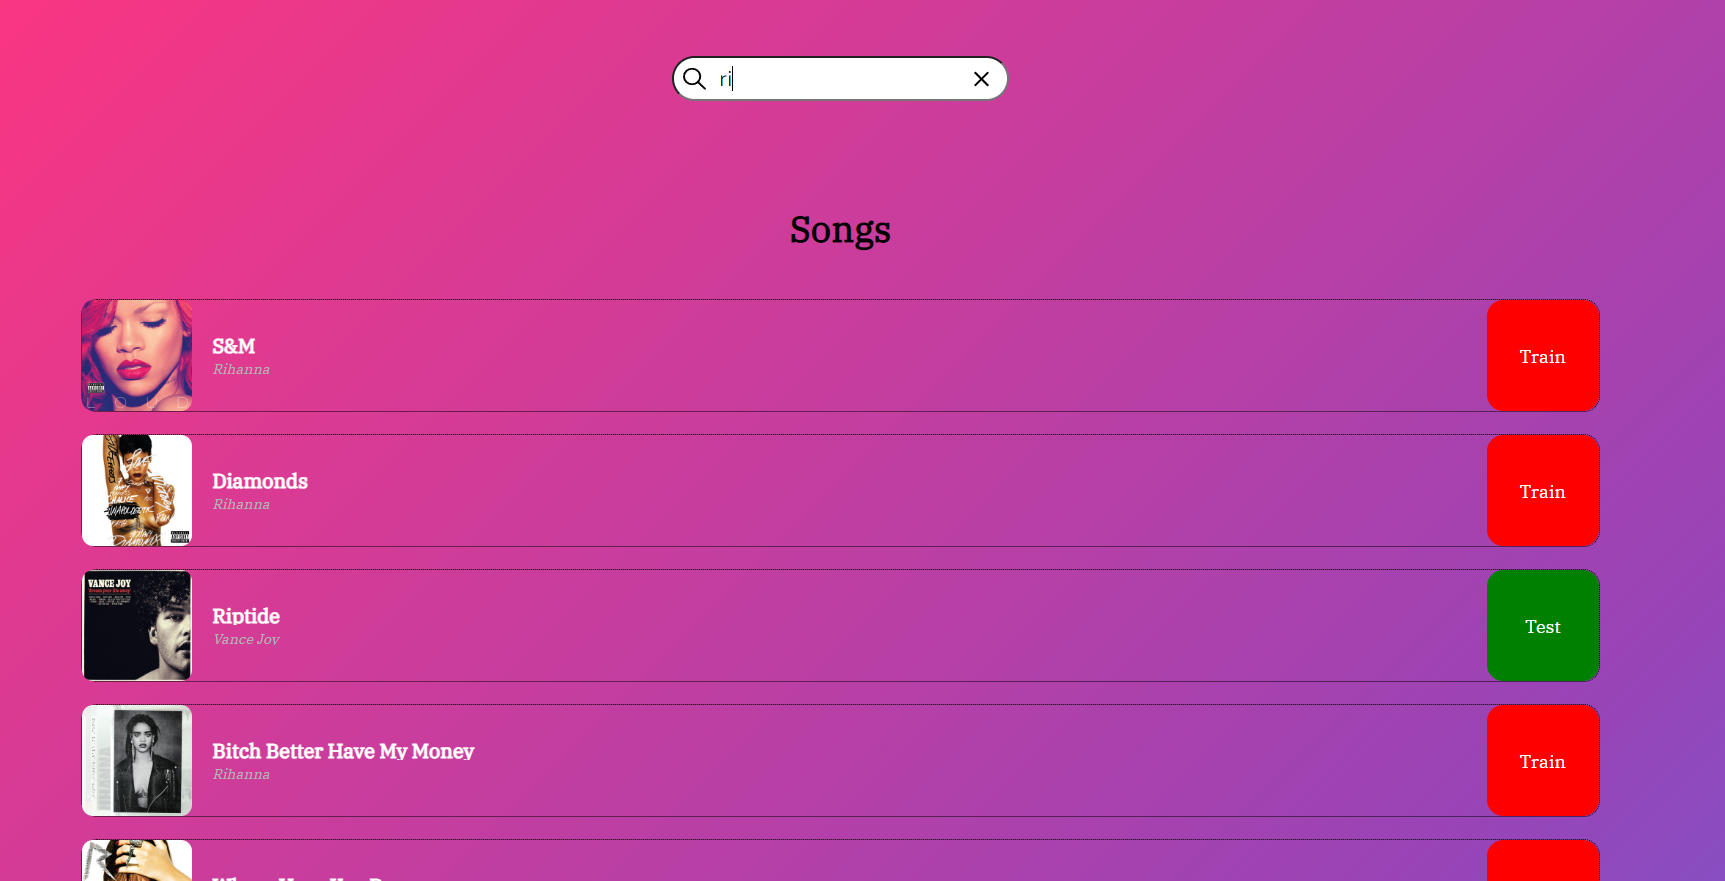 ri
Songs
S&M
Rihanna
Train
LOUD
Diamonds
Rihanna
Train
VANCE JOY
Riptide
Vance Joy
Test
Bitch Better Have My Money
Rihanna
Train